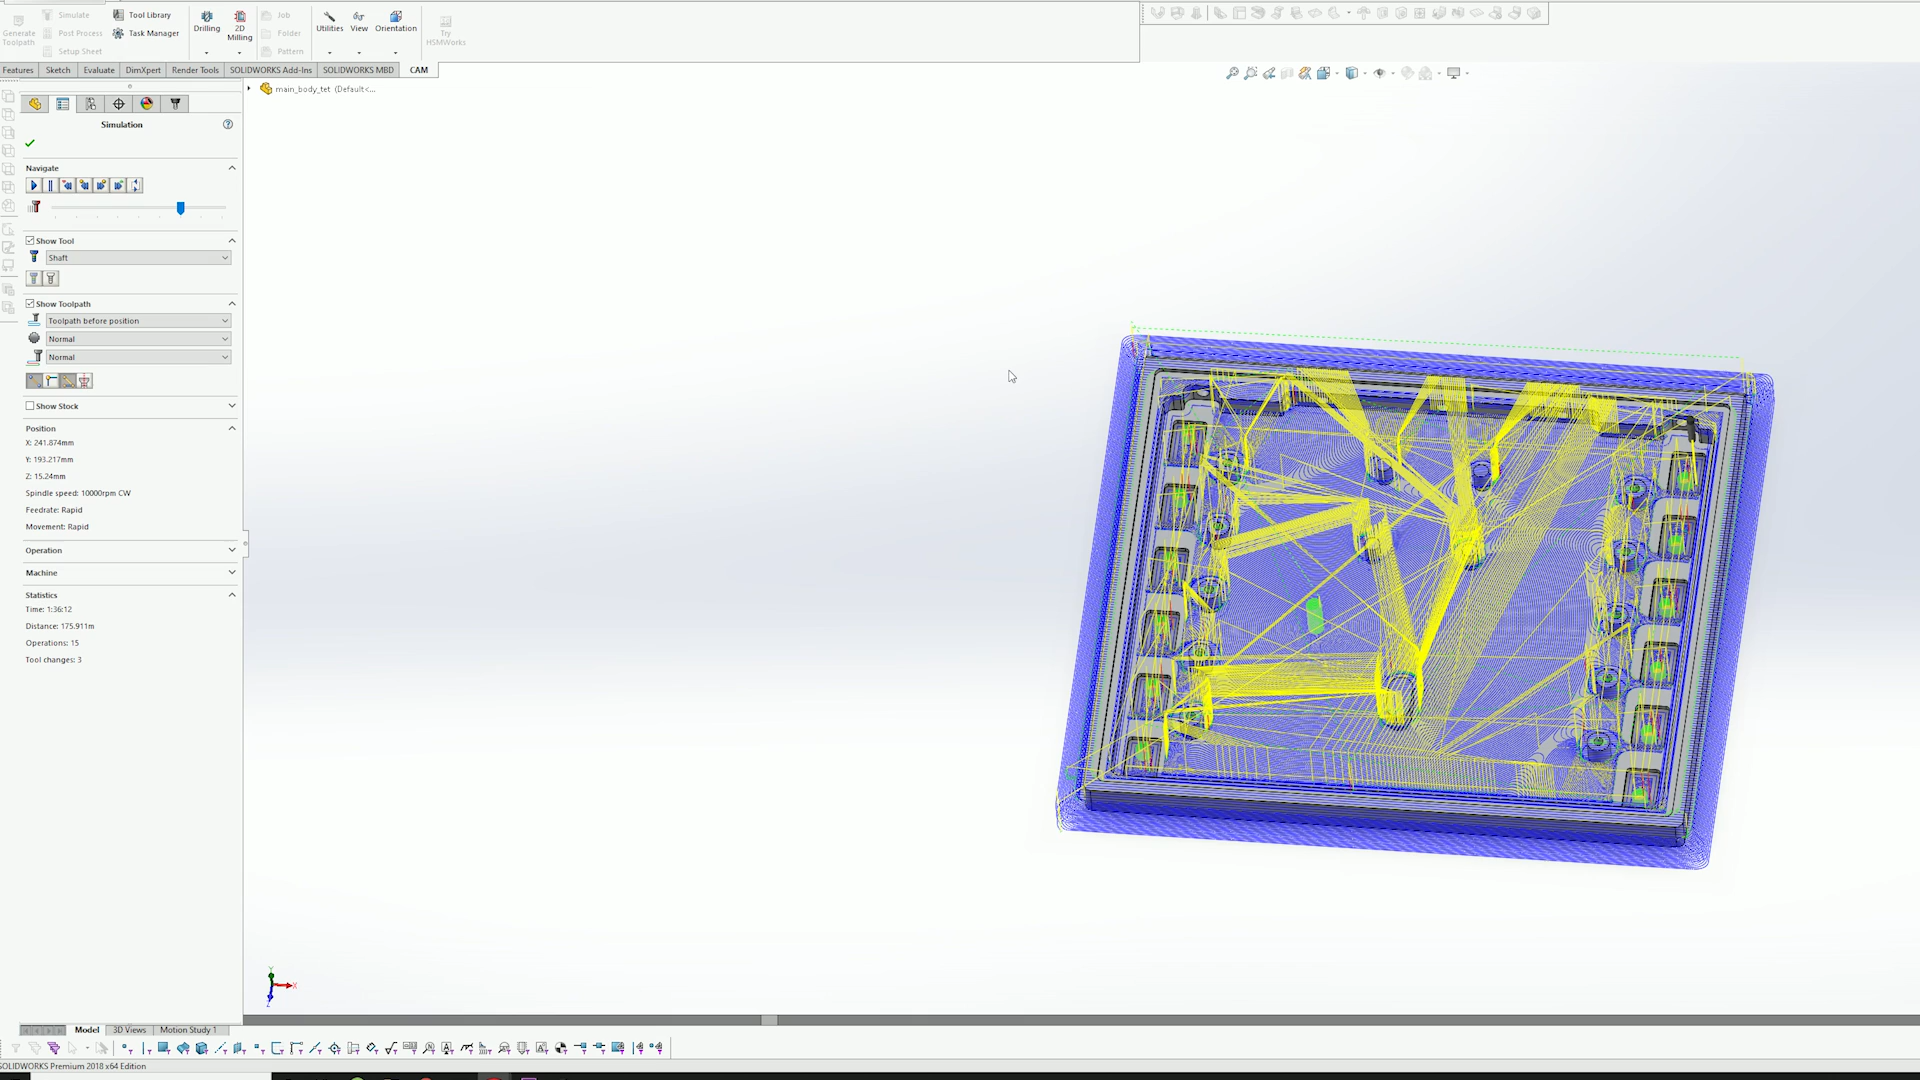 Simulate
Tool Library
Job
Generate
Toolpath
Post Process
Task Manager
Drilling
2D
Milling
Folder
Utilities
View
Orientation
Try
HSMWorks
Setup Sheet
Pattern
Features
Sketch
Evaluate
DimXpert
Render Tools
SOLIDWORKS Add-Ins
SOLIDWORKS MBD
CAM
main_body_tet (Default<...
Simulation
Navigate
Show Tool
Shaft
Show Toolpath
Toolpath before position
Normal
Normal
Show Stock
Position
X: 241.874mm
Y: 193.217mm
Z: 15.24mm
Spindle speed: 10000rpm CW
Feedrate: Rapid
Movement: Rapid
Operation
Machine
Statistics
Time: 1:36:12
Distance: 175.911m
Operations: 15
Tool changes: 3
Y
X
Z
Model
3D Views
Motion Study 1
SOLIDWORKS Premium 2018 x64 Edition